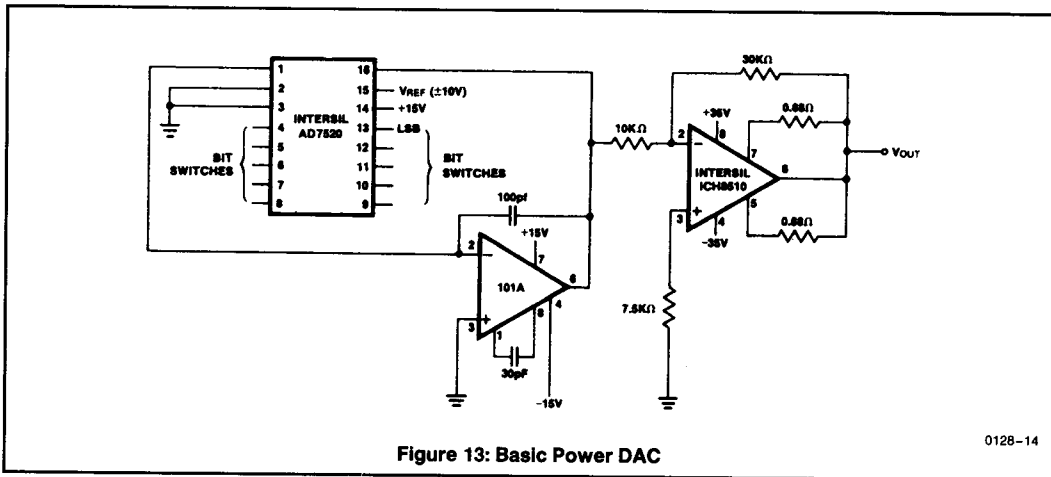 1
2
3
4
5
6
7
8
INTERSIL
AD7520
16
15
14
13
12
11
10
9
VREF (±10V)
+15V
LSB
BIT
SWITCHES
BIT
SWITCHES
100pf
+15V
2
−
7
101A
6
3
+
1
8
4
30pF
−15V
30KΩ
10KΩ
+35V
0.68Ω
2
−
8
7
INTERSIL
ICH8510
6
VOUT
3
+
4
5
−35V
0.68Ω
7.5KΩ
Figure 13: Basic Power DAC
0128–14